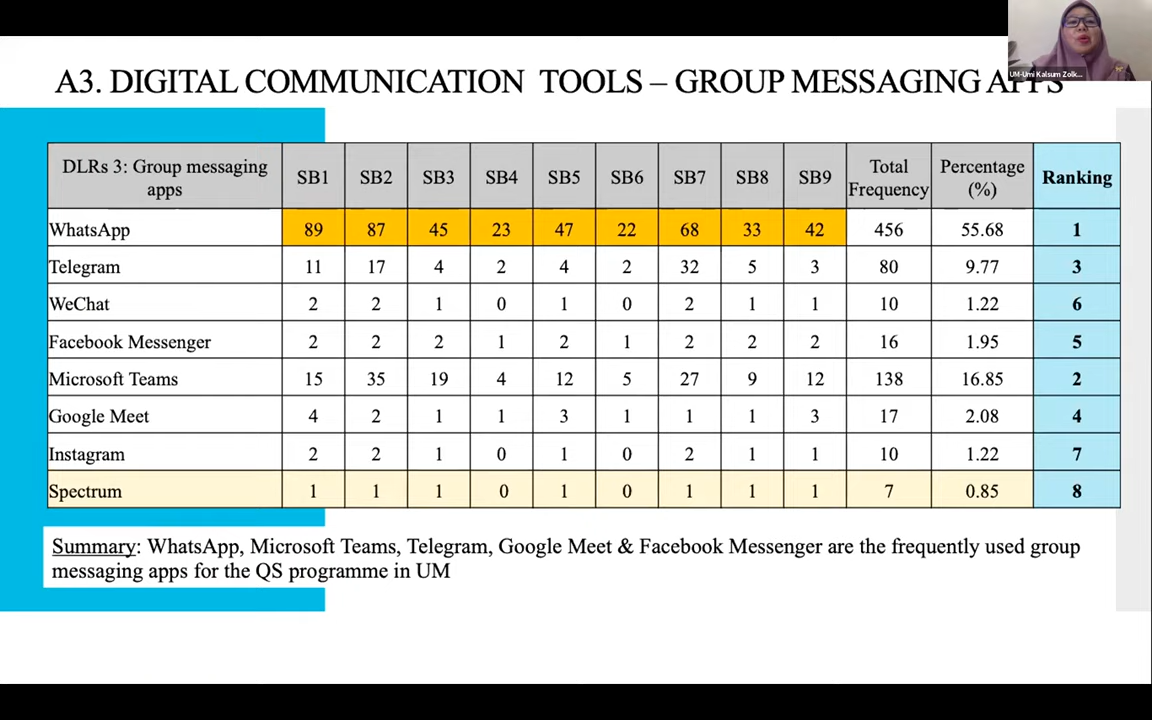 UM-Umi Kalsum Zolk...
A3. DIGITAL COMMUNICATION TOOLS – GROUP MESSAGING APPS
DLRs 3: Group messaging apps SB1 SB2 SB3 SB4 SB5 SB6 SB7 SB8 SB9 Total Frequency Percentage (%) Ranking
WhatsApp 89 87 45 23 47 22 68 33 42 456 55.68 1
Telegram 11 17 4 2 4 2 32 5 3 80 9.77 3
WeChat 2 2 1 0 1 0 2 1 1 10 1.22 6
Facebook Messenger 2 2 2 1 2 1 2 2 2 16 1.95 5
Microsoft Teams 15 35 19 4 12 5 27 9 12 138 16.85 2
Google Meet 4 2 1 1 3 1 1 1 3 17 2.08 4
Instagram 2 2 1 0 1 0 2 1 1 10 1.22 7
Spectrum 1 1 1 0 1 0 1 1 1 7 0.85 8
Summary: WhatsApp, Microsoft Teams, Telegram, Google Meet & Facebook Messenger are the frequently used group
messaging apps for the QS programme in UM